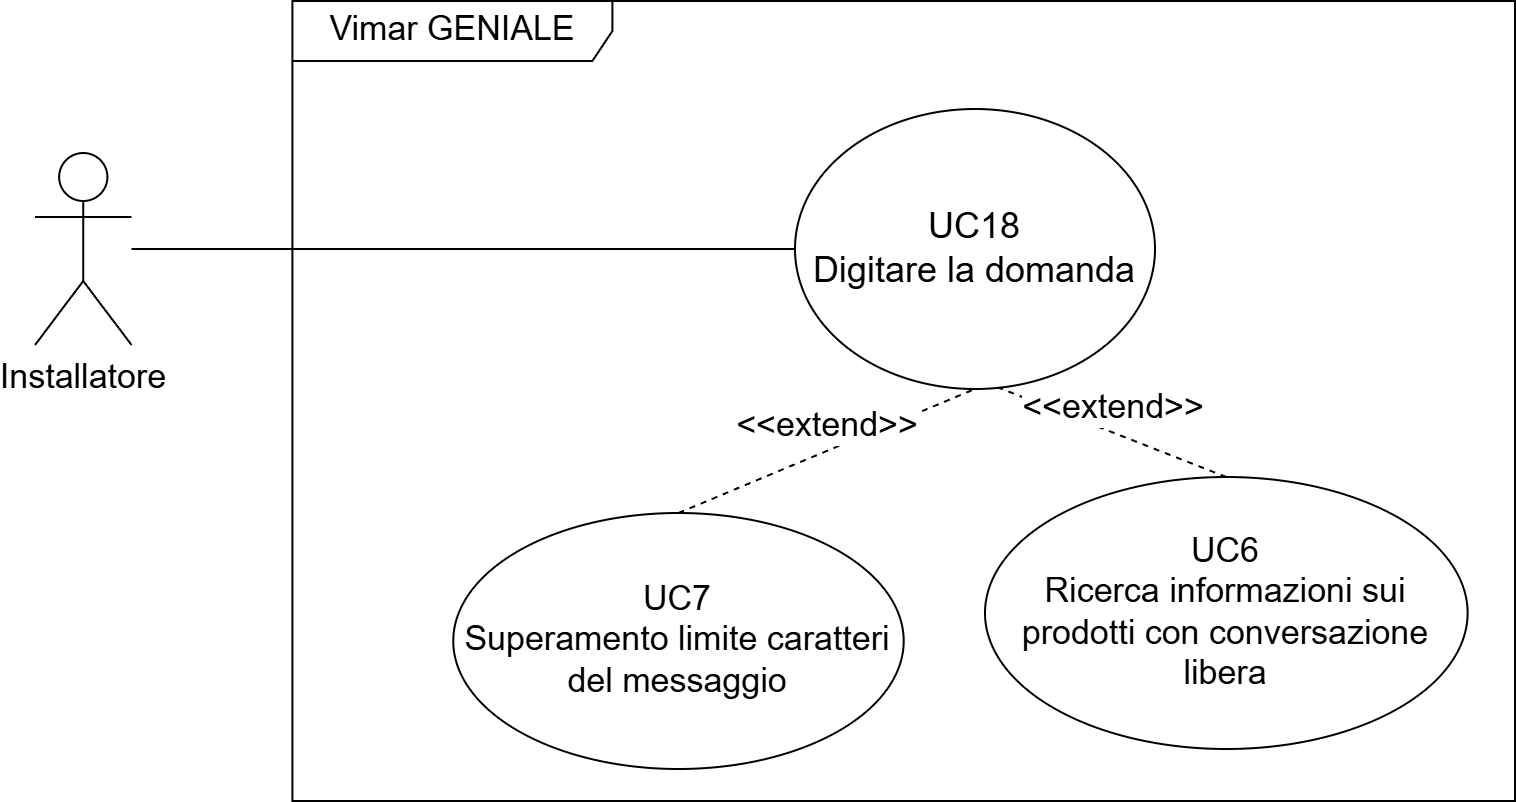 Vimar GENIALE
UC18
Digitare la domanda
Installatore
<<extend>>
<<extend>>
UC7
Superamento limite caratteri
del messaggio
UC6
Ricerca informazioni sui
prodotti con conversazione
libera